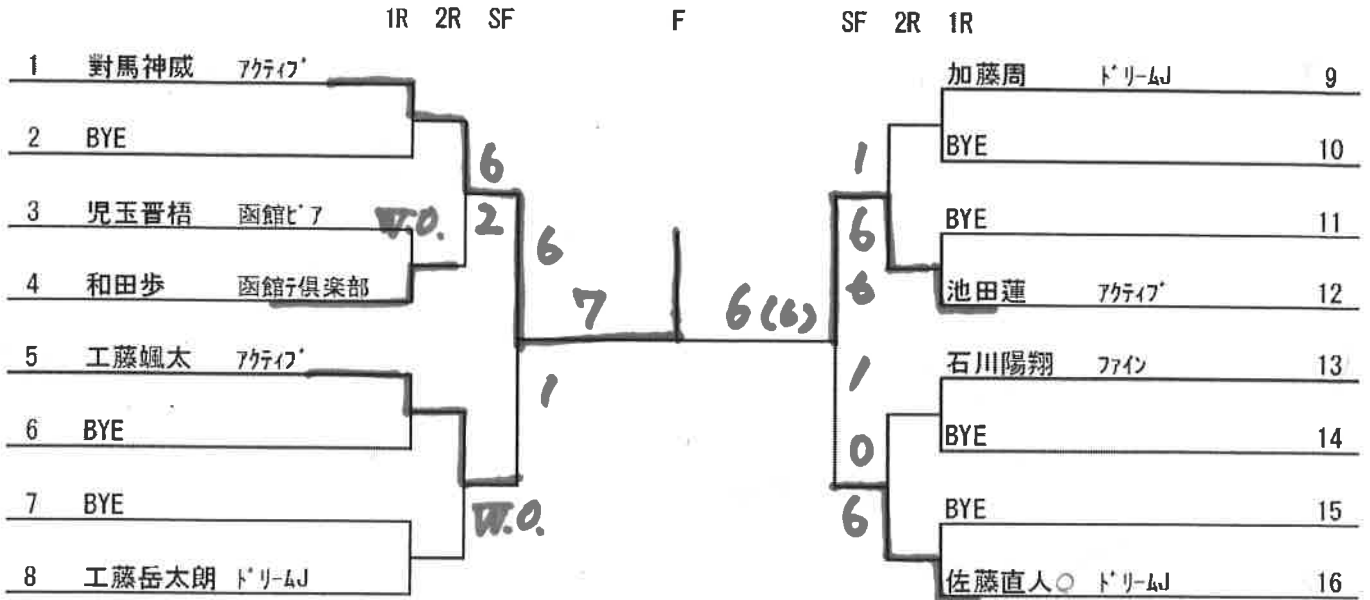 1R 2R SF F SF 2R 1R
1 對馬神威 アクティブ
2 BYE
3 児玉晋梧 函館ピア
4 和田歩 函館テ倶楽部
5 工藤颯太 アクティブ
6 BYE
7 BYE
8 工藤岳太朗 ドリームJ
W.O.
6
2
6
1
W.O.
7
6(6)
1
6
6
1
0
6
加藤周 ドリームJ 9
BYE 10
BYE 11
池田蓮 アクティブ 12
石川陽翔 ファイン 13
BYE 14
BYE 15
佐藤直人○ ドリームJ 16